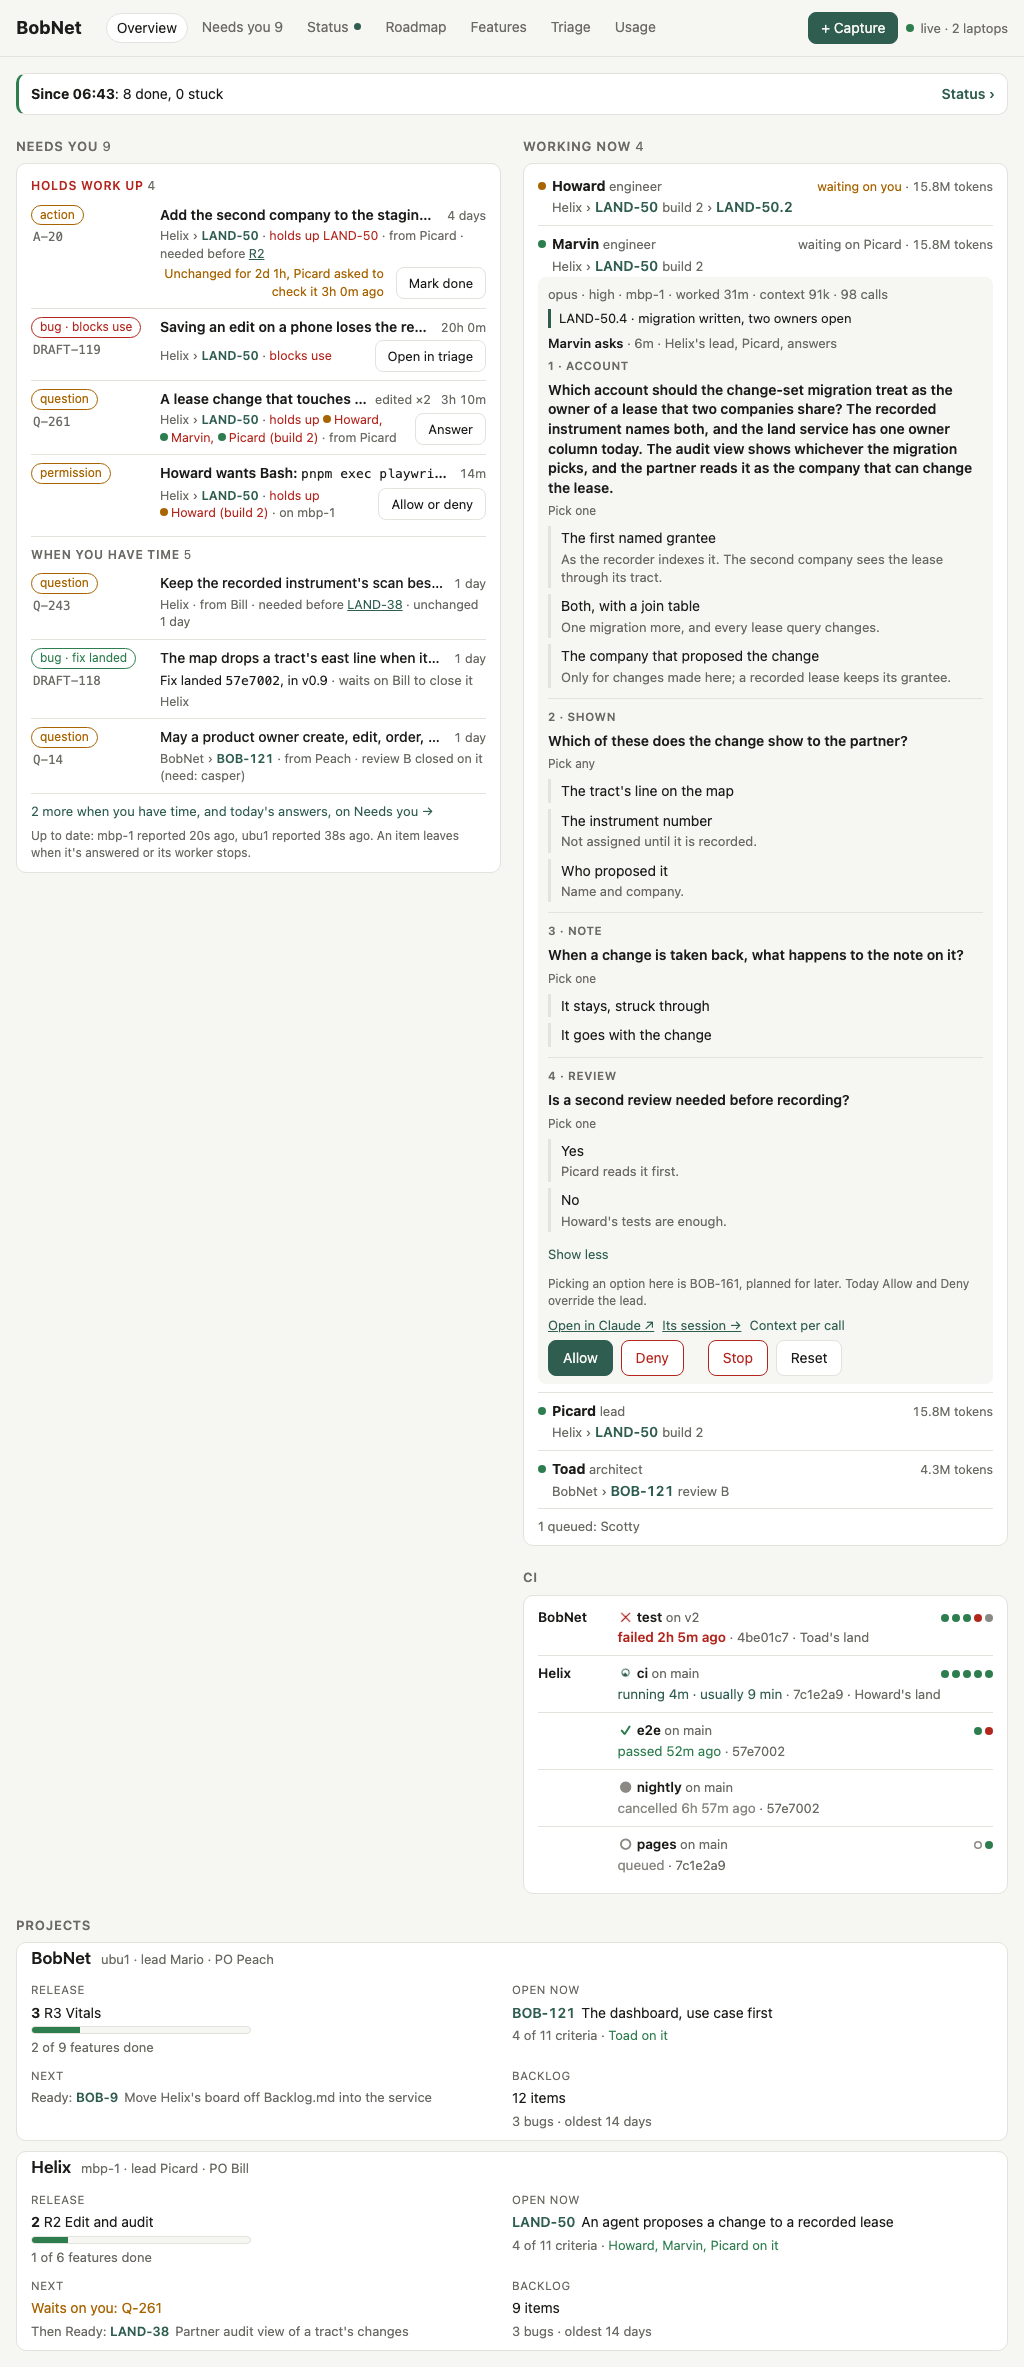 BobNet
Overview
Needs you 9
Status
Roadmap
Features
Triage
Usage
+ Capture
live · 2 laptops
Since 06:43: 8 done, 0 stuck
Status ›
NEEDS YOU 9
HOLDS WORK UP 4
action
A-20
Add the second company to the stagin...
4 days
Helix › LAND-50 · holds up LAND-50 · from Picard ·
needed before R2
Unchanged for 2d 1h, Picard asked to
check it 3h 0m ago
Mark done
bug · blocks use
DRAFT-119
Saving an edit on a phone loses the re...
20h 0m
Helix › LAND-50 · blocks use
Open in triage
question
Q-261
A lease change that touches ...
edited ×2
3h 10m
Helix › LAND-50 · holds up Howard,
Marvin, Picard (build 2) · from Picard
Answer
permission
Howard wants Bash: pnpm exec playwri...
14m
Helix › LAND-50 · holds up
Howard (build 2) · on mbp-1
Allow or deny
WHEN YOU HAVE TIME 5
question
Q-243
Keep the recorded instrument's scan bes...
1 day
Helix · from Bill · needed before LAND-38 · unchanged
1 day
bug · fix landed
DRAFT-118
The map drops a tract's east line when it...
1 day
Fix landed 57e7002, in v0.9 · waits on Bill to close it
Helix
question
Q-14
May a product owner create, edit, order, ...
1 day
BobNet › BOB-121 · from Peach · review B closed on it
(need: casper)
2 more when you have time, and today's answers, on Needs you →
Up to date: mbp-1 reported 20s ago, ubu1 reported 38s ago. An item leaves
when it's answered or its worker stops.
WORKING NOW 4
Howard engineer
waiting on you · 15.8M tokens
Helix › LAND-50 build 2 › LAND-50.2
Marvin engineer
waiting on Picard · 15.8M tokens
Helix › LAND-50 build 2
opus · high · mbp-1 · worked 31m · context 91k · 98 calls
LAND-50.4 · migration written, two owners open
Marvin asks · 6m · Helix's lead, Picard, answers
1 · ACCOUNT
Which account should the change-set migration treat as the
owner of a lease that two companies share? The recorded
instrument names both, and the land service has one owner
column today. The audit view shows whichever the migration
picks, and the partner reads it as the company that can change
the lease.
Pick one
The first named grantee
As the recorder indexes it. The second company sees the lease
through its tract.
Both, with a join table
One migration more, and every lease query changes.
The company that proposed the change
Only for changes made here; a recorded lease keeps its grantee.
2 · SHOWN
Which of these does the change show to the partner?
Pick any
The tract's line on the map
The instrument number
Not assigned until it is recorded.
Who proposed it
Name and company.
3 · NOTE
When a change is taken back, what happens to the note on it?
Pick one
It stays, struck through
It goes with the change
4 · REVIEW
Is a second review needed before recording?
Pick one
Yes
Picard reads it first.
No
Howard's tests are enough.
Show less
Picking an option here is BOB-161, planned for later. Today Allow and Deny
override the lead.
Open in Claude ↗ Its session → Context per call
Allow
Deny
Stop
Reset
Picard lead
15.8M tokens
Helix › LAND-50 build 2
Toad architect
4.3M tokens
BobNet › BOB-121 review B
1 queued: Scotty
CI
BobNet
test on v2
failed 2h 5m ago · 4be01c7 · Toad's land
Helix
ci on main
running 4m · usually 9 min · 7c1e2a9 · Howard's land
e2e on main
passed 52m ago · 57e7002
nightly on main
cancelled 6h 57m ago · 57e7002
pages on main
queued · 7c1e2a9
PROJECTS
BobNet ubu1 · lead Mario · PO Peach
RELEASE
3 R3 Vitals
2 of 9 features done
OPEN NOW
BOB-121 The dashboard, use case first
4 of 11 criteria · Toad on it
NEXT
Ready: BOB-9 Move Helix's board off Backlog.md into the service
BACKLOG
12 items
3 bugs · oldest 14 days
Helix mbp-1 · lead Picard · PO Bill
RELEASE
2 R2 Edit and audit
1 of 6 features done
OPEN NOW
LAND-50 An agent proposes a change to a recorded lease
4 of 11 criteria · Howard, Marvin, Picard on it
NEXT
Waits on you: Q-261
Then Ready: LAND-38 Partner audit view of a tract's changes
BACKLOG
9 items
3 bugs · oldest 14 days